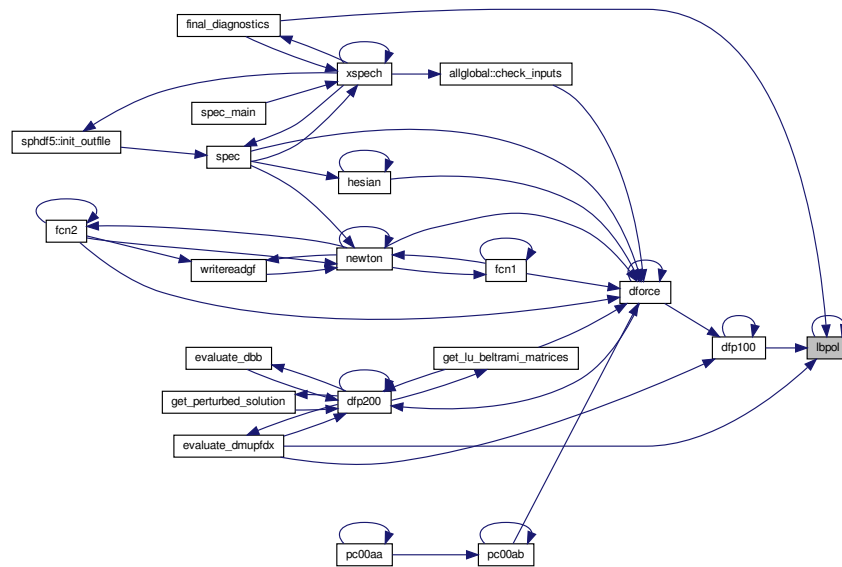 final_diagnostics
xspech
allglobal::check_inputs
spec_main
sphdf5::init_outfile
spec
hesian
fcn2
newton
writereadgf
fcn1
dforce
dfp100
lbpol
evaluate_dbb
get_lu_beltrami_matrices
get_perturbed_solution
dfp200
evaluate_dmupfdx
pc00aa
pc00ab